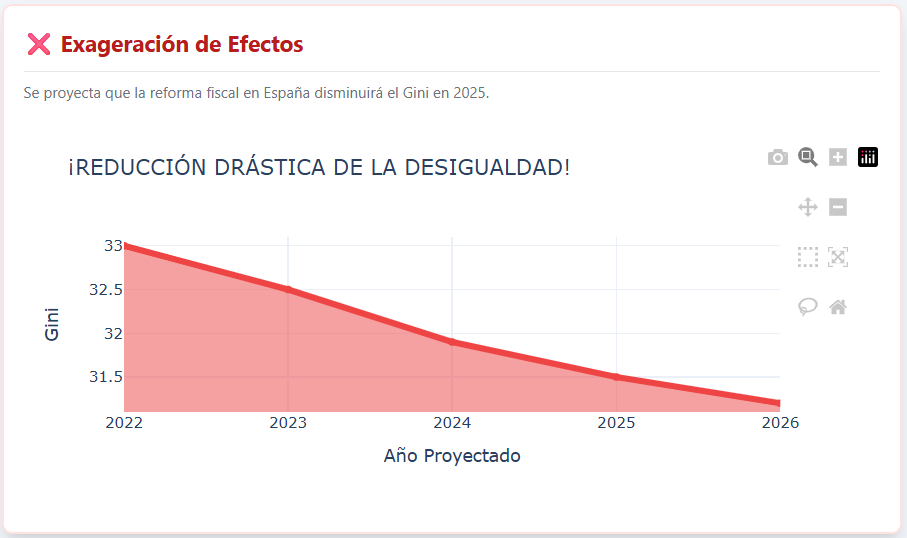 ❌ Exageración de Efectos
Se proyecta que la reforma fiscal en España disminuirá el Gini en 2025.
¡REDUCCIÓN DRÁSTICA DE LA DESIGUALDAD!
33
32.5
32
31.5
Gini
2022 2023 2024 2025 2026
Año Proyectado